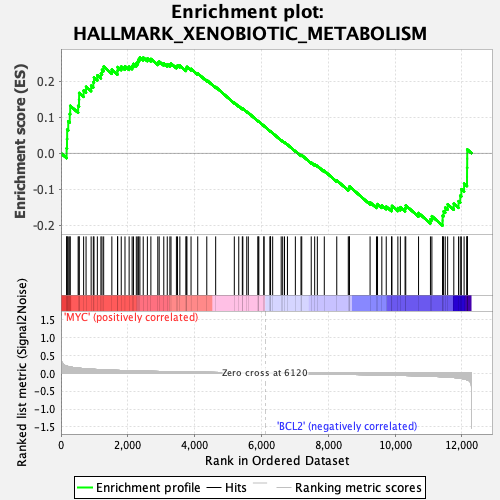 Enrichment plot:
HALLMARK_XENOBIOTIC_METABOLISM
Enrichment score (ES)
0.2
0.1
0.0
-0.1
-0.2
'MYC' (positively correlated)
Ranked list metric (Signal2Noise)
1.5
1.0
0.5
0.0
-0.5
-1.0
-1.5
Zero cross at 6120
'BCL2' (negatively correlated)
0 2,000 4,000 6,000 8,000 10,000 12,000
Rank in Ordered Dataset
Enrichment profile Hits Ranking metric scores